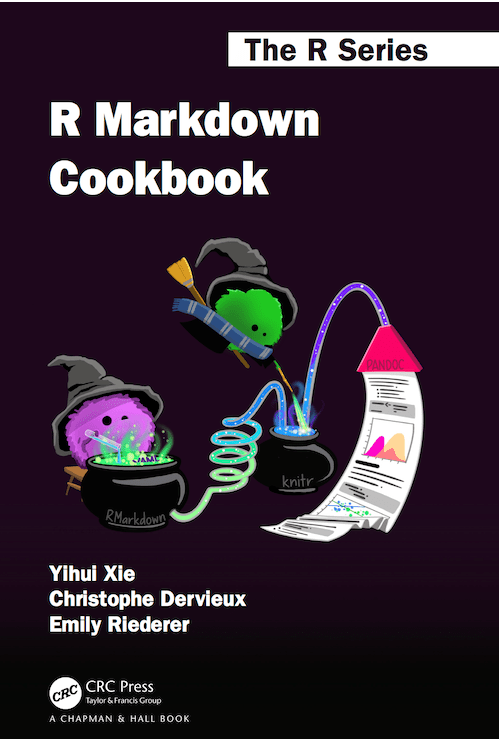 The R Series
R Markdown
Cookbook
PANDOC
YAML
knitr
RMarkdown
Yihui Xie
Christophe Dervieux
Emily Riederer
CRC
CRC Press
Taylor & Francis Group
A CHAPMAN & HALL BOOK